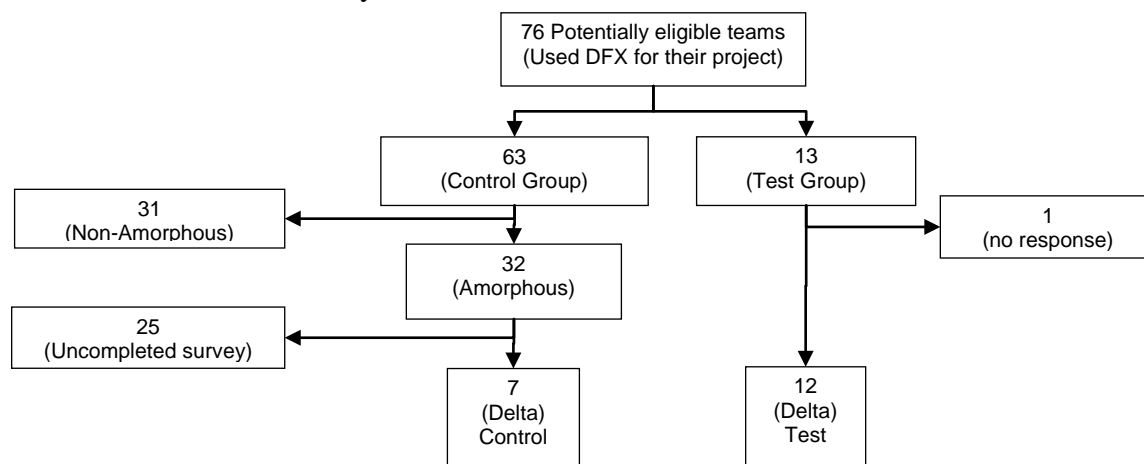 y
76 Potentially eligible teams
(Used DFX for their project)
63
(Control Group)
13
(Test Group)
31
(Non-Amorphous)
1
(no response)
32
(Amorphous)
25
(Uncompleted survey)
7
(Delta)
Control
12
(Delta)
Test